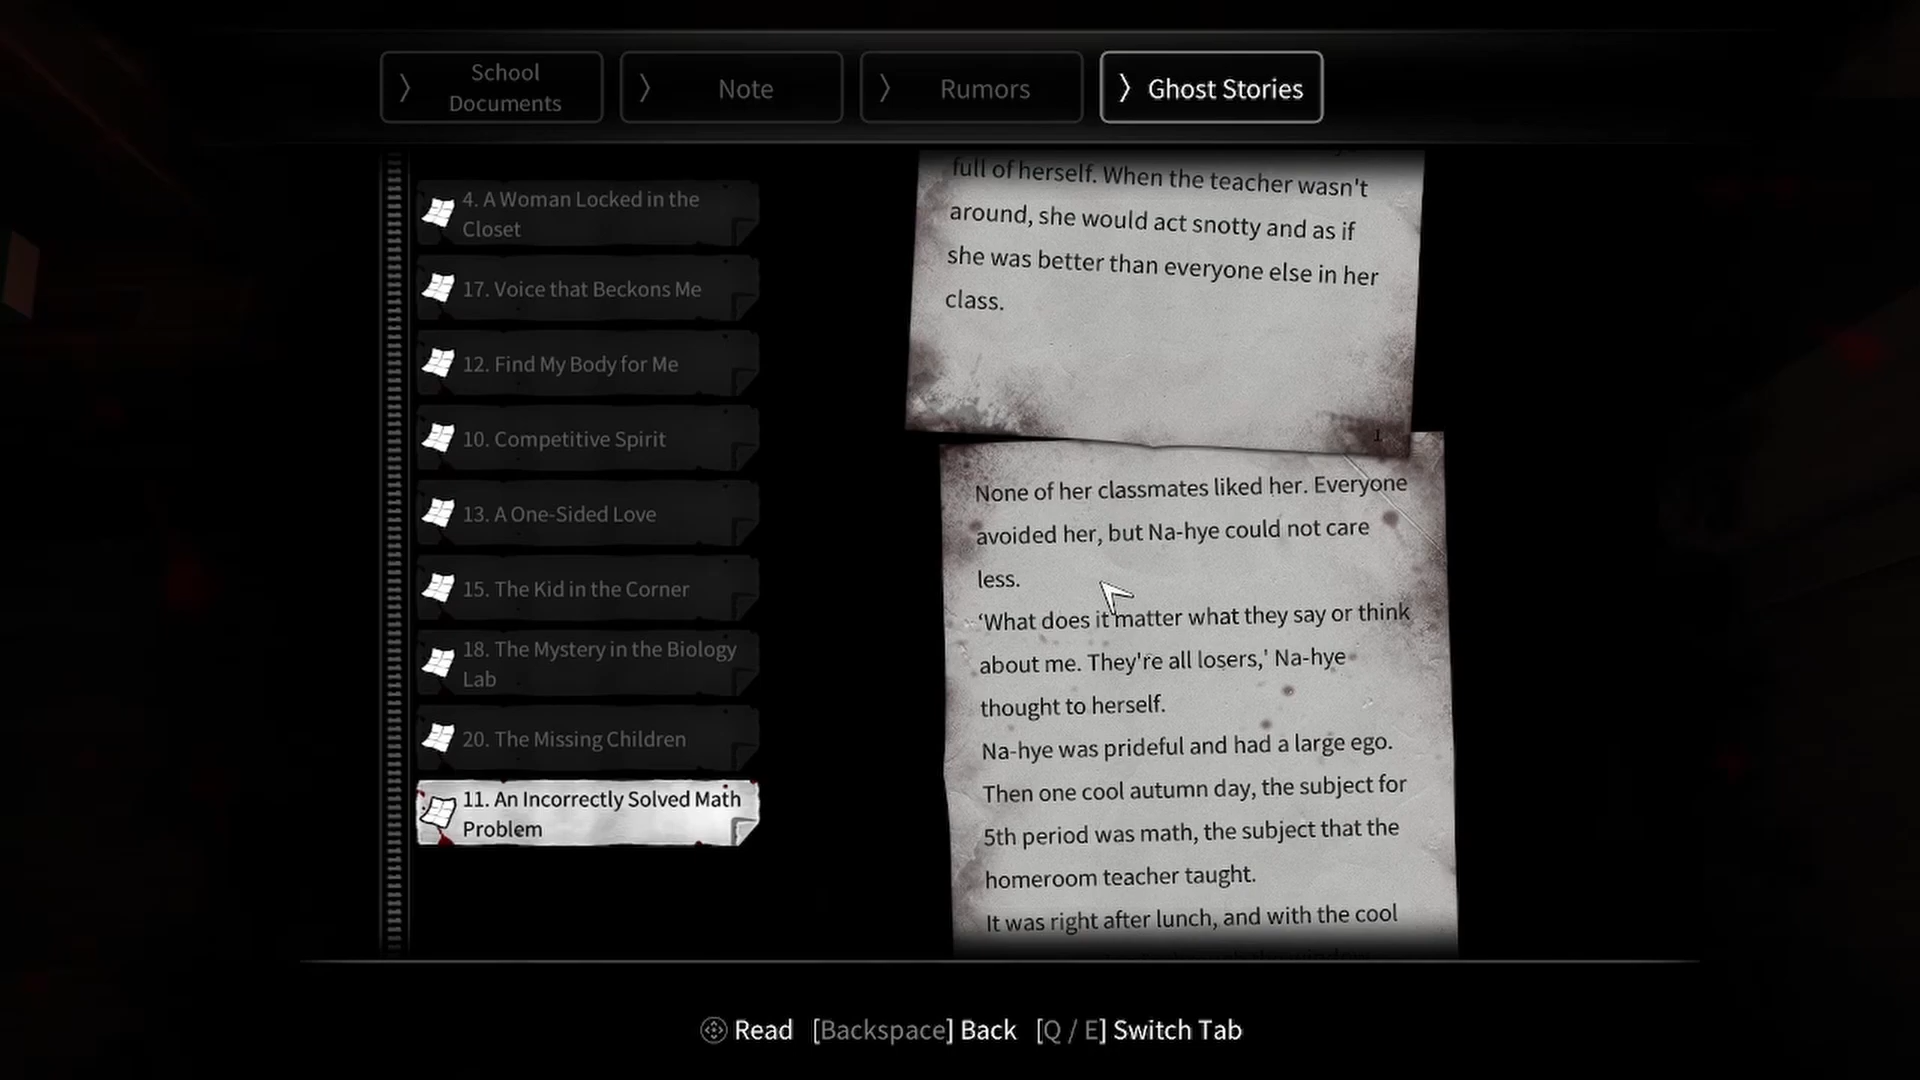 School
Documents
Note
Rumors
Ghost Stories
4. A Woman Locked in the
Closet
17. Voice that Beckons Me
12. Find My Body for Me
10. Competitive Spirit
13. A One-Sided Love
15. The Kid in the Corner
18. The Mystery in the Biology
Lab
20. The Missing Children
11. An Incorrectly Solved Math
Problem
full of herself. When the teacher wasn't
around, she would act snotty and as if
she was better than everyone else in her
class.
1
None of her classmates liked her. Everyone
avoided her, but Na-hye could not care
less.
‘What does it matter what they say or think
about me. They're all losers,' Na-hye
thought to herself.
Na-hye was prideful and had a large ego.
Then one cool autumn day, the subject for
5th period was math, the subject that the
homeroom teacher taught.
It was right after lunch, and with the cool
Read [Backspace] Back [Q / E] Switch Tab